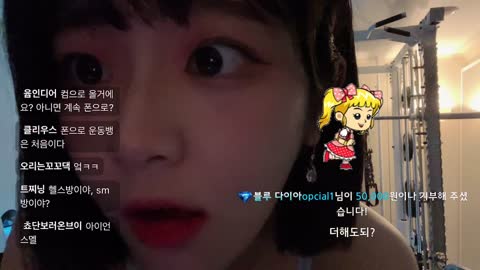 음인디어 컴으로 올거에
요? 아니면 계속 폰으로?
클리우스 폰으로 운동뱅
은 처음이다
오리는꼬꼬댁 엌ㅋㅋ
트찌닝 헬스방이야, sm
방이야?
쵸단보러온브이 아이언
스멜
블루 다이아opcial1님이 50,000원이나 기부해 주셨
습니다!
더해도되?